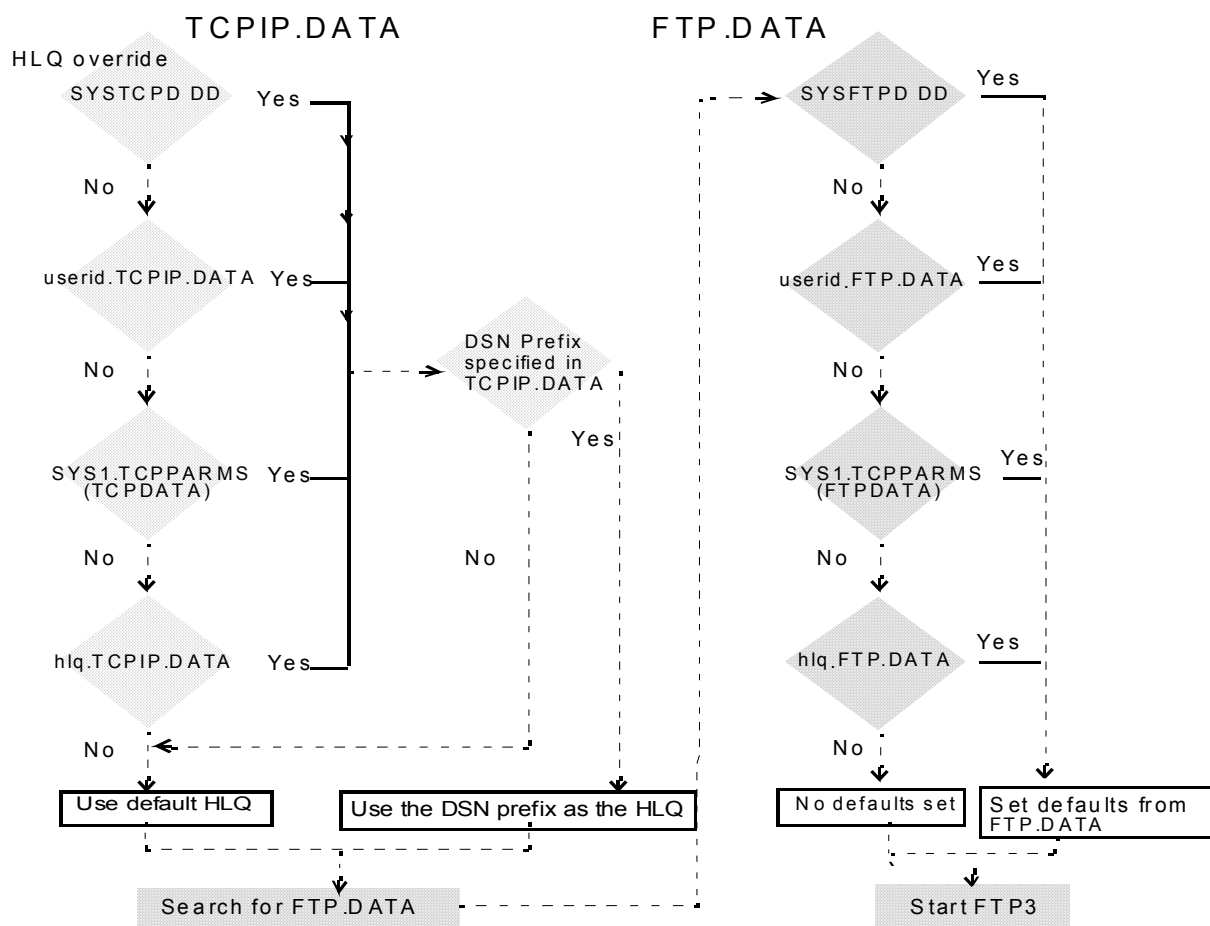 TCPIP.DATA
HLQ override
SYSTCPD DD
Yes
No
userid.TCPIP.DATA
Yes
No
SYS1.TCPPARMS
(TCPDATA)
Yes
No
hlq.TCPIP.DATA
Yes
No
DSN Prefix
specified in
TCPIP.DATA
Yes
No
Use default HLQ
Use the DSN prefix as the HLQ
Search for FTP.DATA
FTP.DATA
SYSFTPD DD
Yes
No
userid.FTP.DATA
Yes
No
SYS1.TCPPARMS
(FTPDATA)
Yes
No
hlq.FTP.DATA
Yes
No
No defaults set
Set defaults from
FTP.DATA
Start FTP3